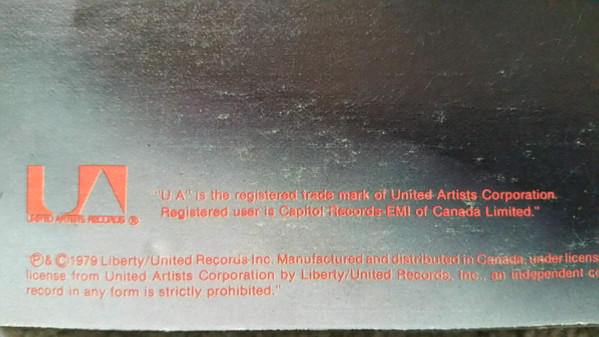 UA
UNITED ARTISTS RECORDS ®
"U A" is the registered trade mark of United Artists Corporation.
Registered user is Capitol Records-EMI of Canada Limited."
℗& ©1979 Liberty/United Records Inc. Manufactured and distributed in Canada, under licens
license from United Artists Corporation by Liberty/United Records, Inc., an independent co
record in any form is strictly prohibited."